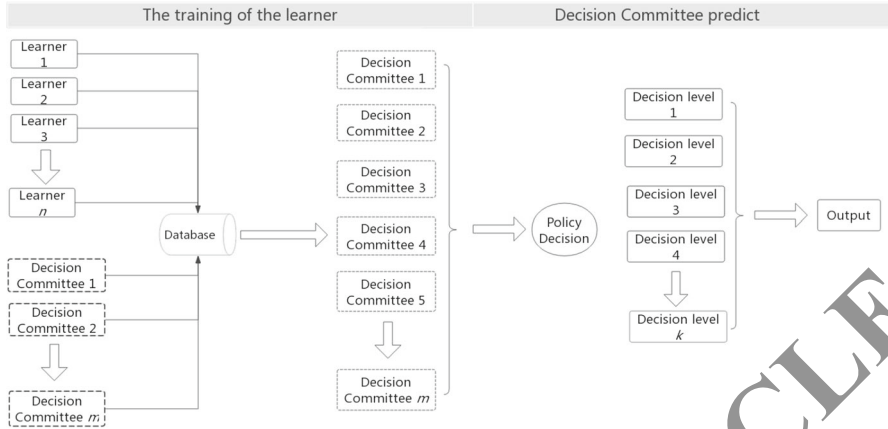 The training of the learner
Decision Committee predict
Learner
1
Learner
2
Learner
3
Learner
n
Database
Decision
Committee 1
Decision
Committee 2
Decision
Committee m
Decision
Committee 1
Decision
Committee 2
Decision
Committee 3
Decision
Committee 4
Decision
Committee 5
Decision
Committee m
Policy
Decision
Decision level
1
Decision level
2
Decision level
3
Decision level
4
Decision level
k
Output
CLE